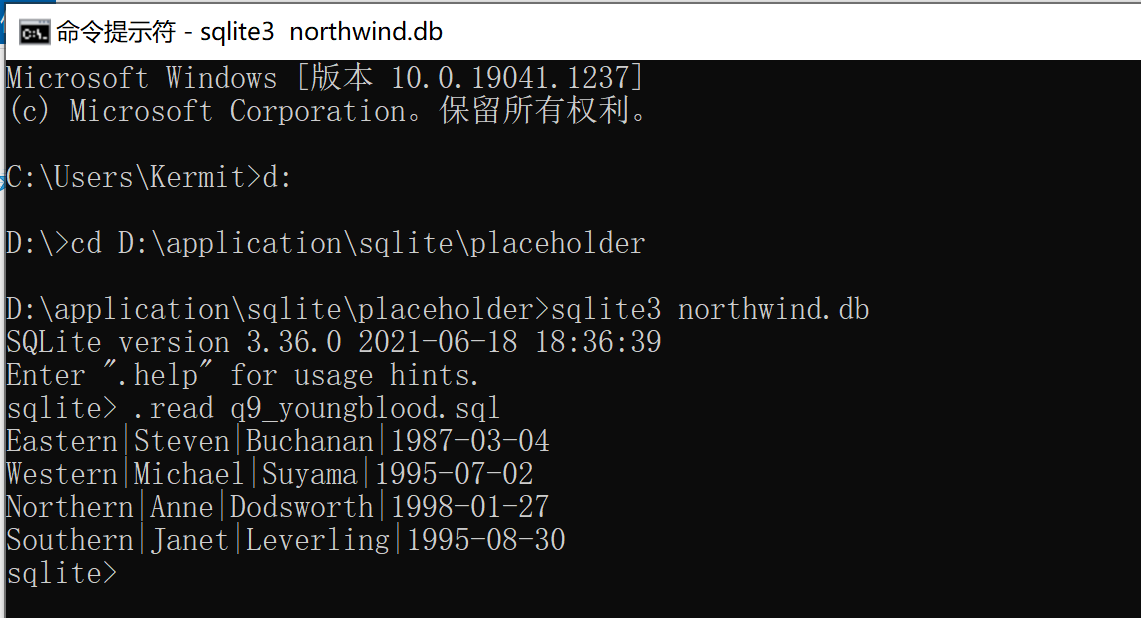 命令提示符 - sqlite3  northwind.db
Microsoft Windows [版本 10.0.19041.1237]
(c) Microsoft Corporation。保留所有权利。
C:\Users\Kermit>d:
D:\>cd D:\application\sqlite\placeholder
D:\application\sqlite\placeholder>sqlite3 northwind.db
SQLite version 3.36.0 2021-06-18 18:36:39
Enter ".help" for usage hints.
sqlite> .read q9_youngblood.sql
Eastern|Steven|Buchanan|1987-03-04
Western|Michael|Suyama|1995-07-02
Northern|Anne|Dodsworth|1998-01-27
Southern|Janet|Leverling|1995-08-30
sqlite>